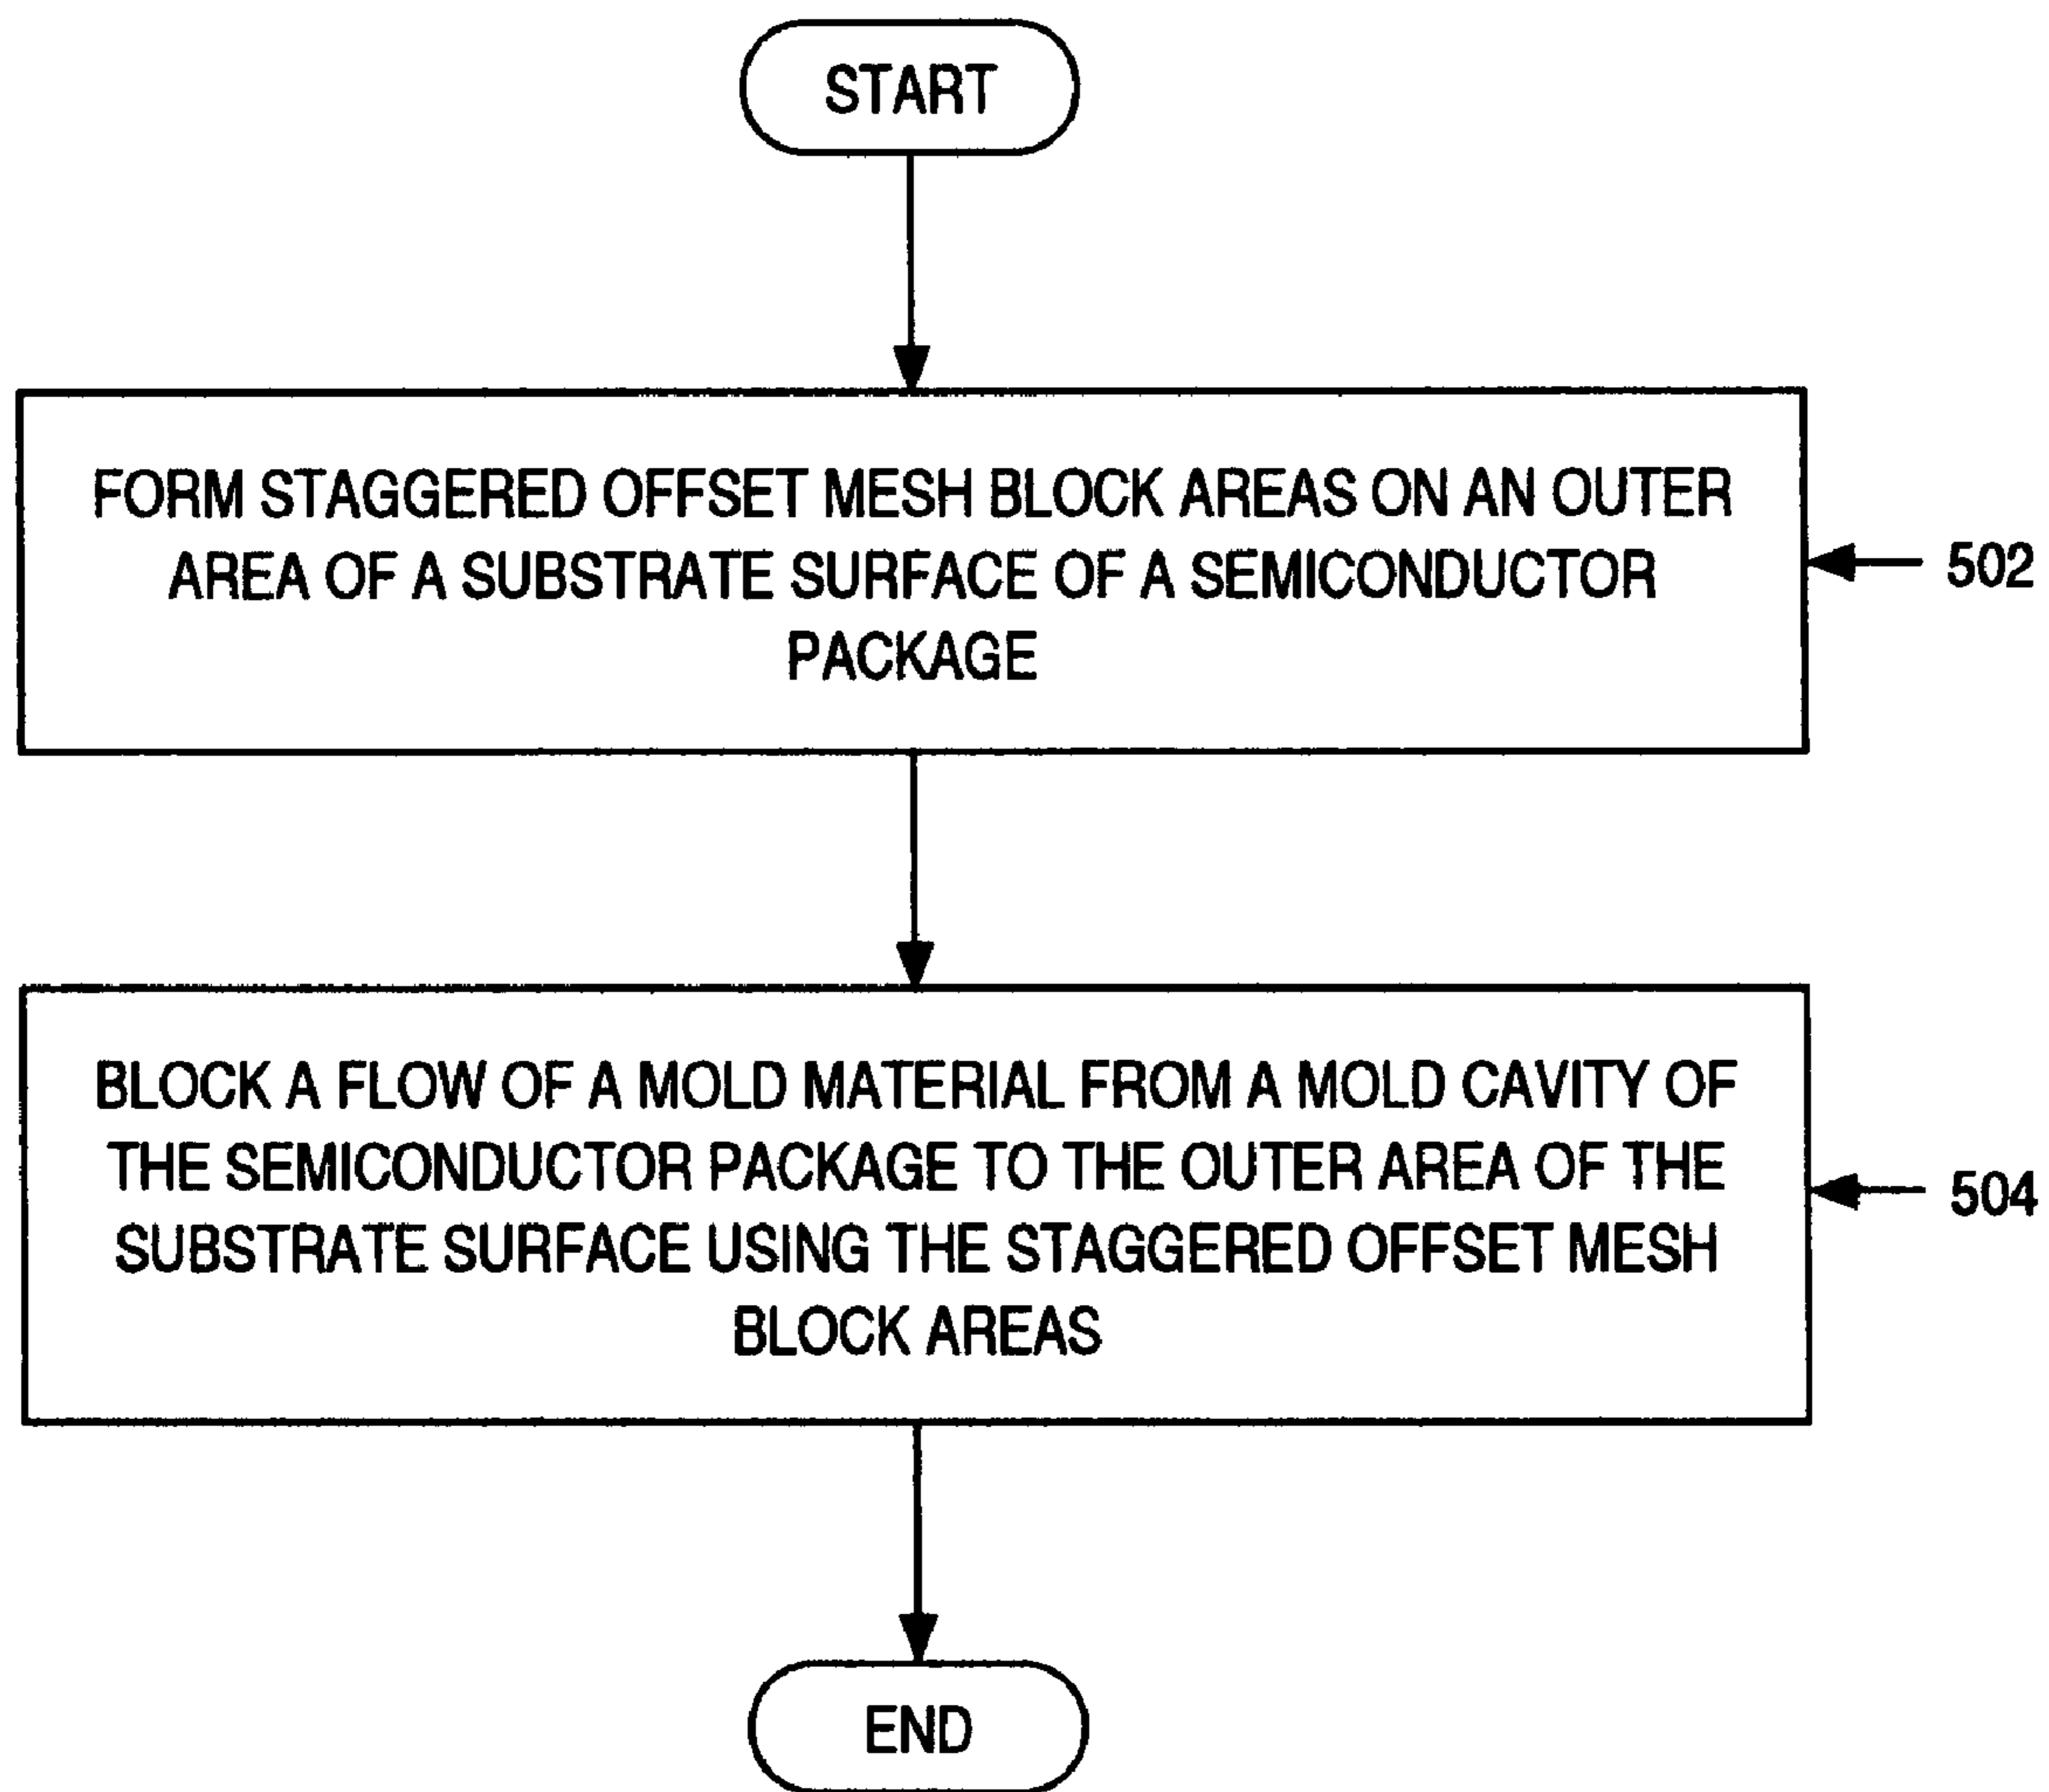 START
FORM STAGGERED OFFSET MESH BLOCK AREAS ON AN OUTER
AREA OF A SUBSTRATE SURFACE OF A SEMICONDUCTOR
PACKAGE
502
BLOCK A FLOW OF A MOLD MATERIAL FROM A MOLD CAVITY OF
THE SEMICONDUCTOR PACKAGE TO THE OUTER AREA OF THE
SUBSTRATE SURFACE USING THE STAGGERED OFFSET MESH
BLOCK AREAS
504
END